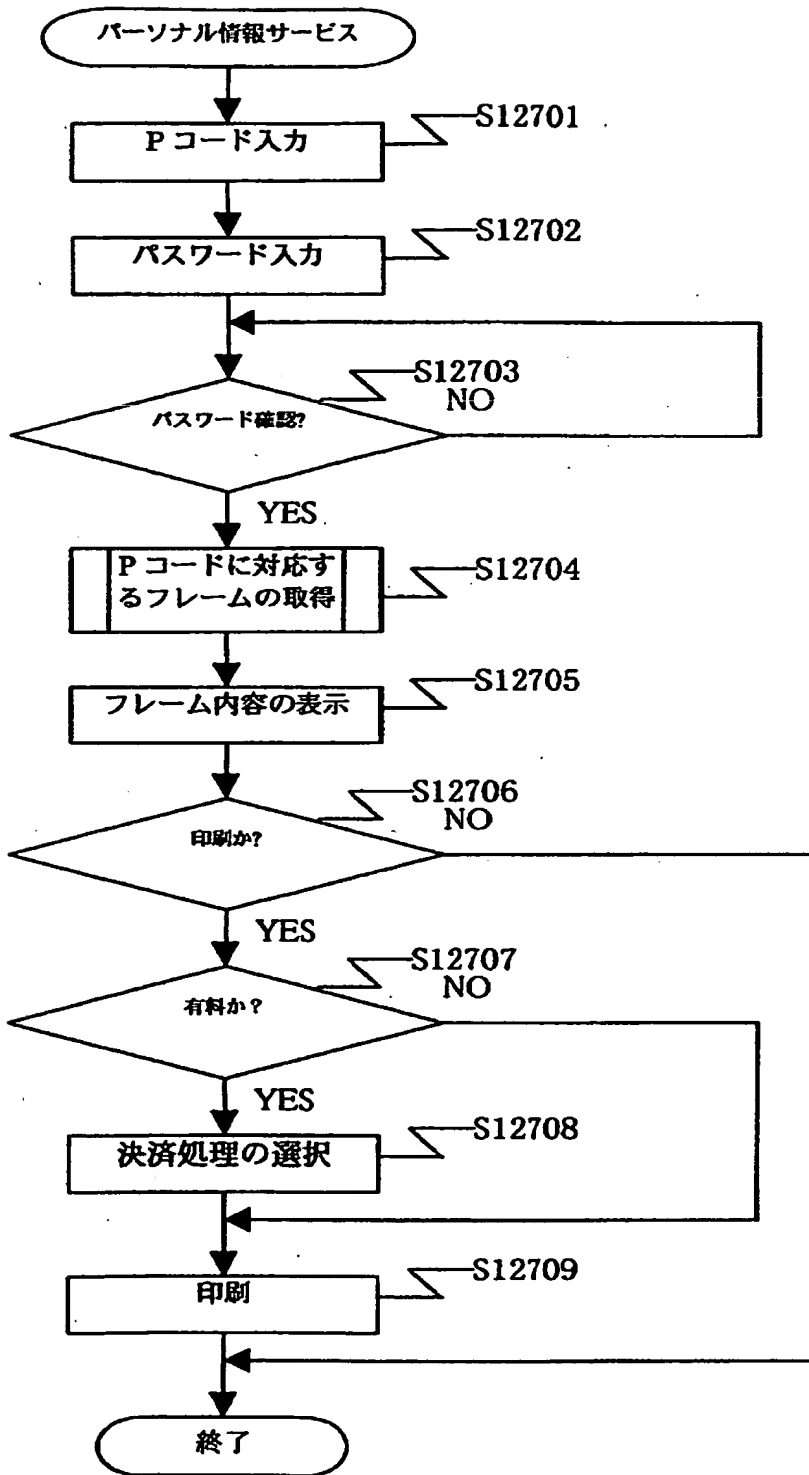 パーソナル情報サービス
S12701
Pコード入力
S12702
パスワード入力
S12703
NO
パスワード確認?
YES
Pコードに対応す
るフレームの取得
S12704
S12705
フレーム内容の表示
S12706
NO
印刷か?
YES
S12707
NO
有料か？
YES
S12708
決済処理の選択
S12709
印刷
終了